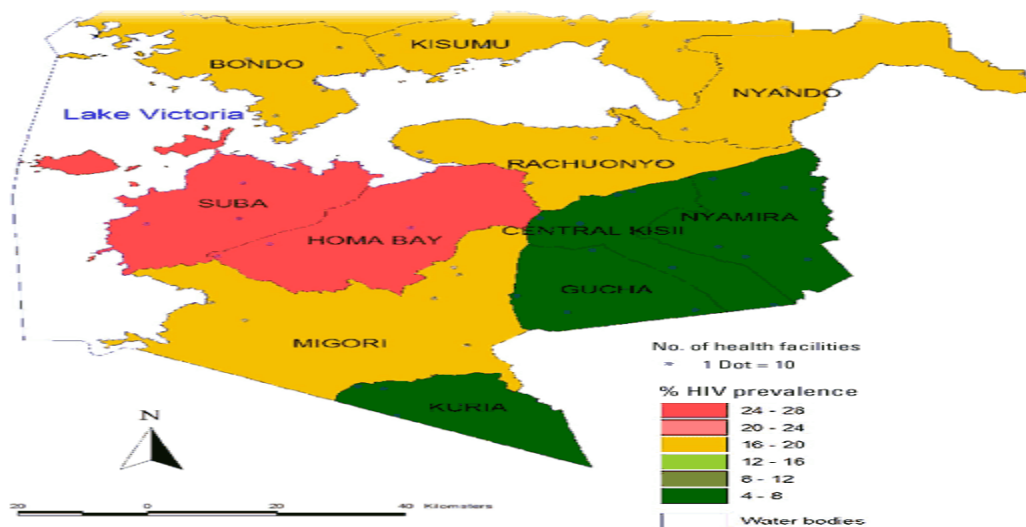 KISUMU
BONDO
NYANDO
Lake Victoria
RACHUONYO
SUBA
NYAMIRA
CENTRAL KISII
HOMA BAY
GUCHA
MIGORI
KURIA
No. of health facilities
1 Dot = 10
% HIV prevalence
24 - 28
20 - 24
16 - 20
12 - 16
8 - 12
4 - 8
Water bodies
N
20 0 20 40 Kilometers